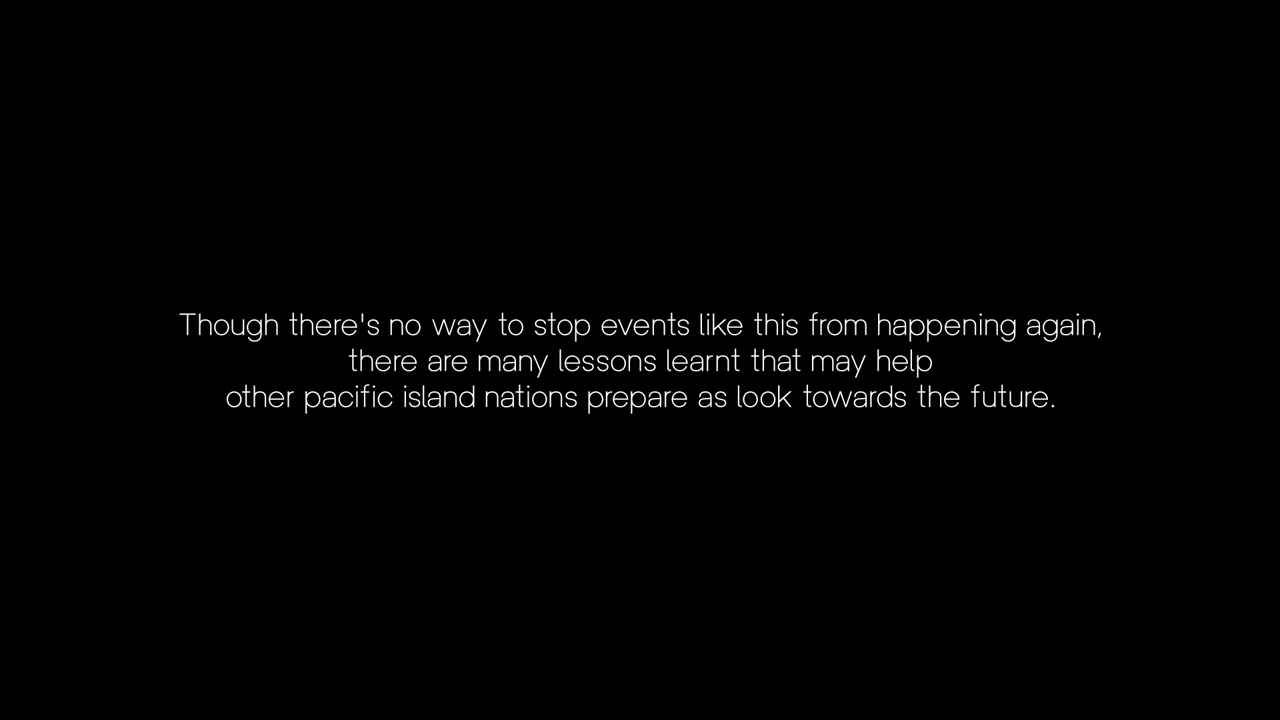 Though there's no way to stop events like this from happening again,
there are many lessons learnt that may help
other pacific island nations prepare as look towards the future.